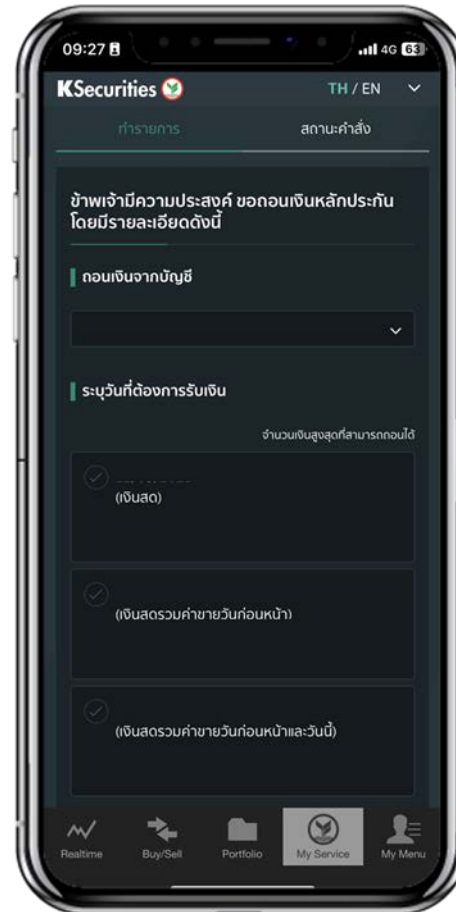 09:27
4G 63
KSecurities
TH / EN
ทำรายการ
สถานะคำสั่ง
ข้าพเจ้ามีความประสงค์ ขอถอนเงินหลักประกัน
โดยมีรายละเอียดดังนี้
ถอนเงินจากบัญชี
ระบุวันที่ต้องการรับเงิน
จำนวนเงินสูงสุดที่สามารถถอนได้
(เงินสด)
(เงินสดรวมค่าขายวันก่อนหน้า)
(เงินสดรวมค่าขายวันก่อนหน้าและวันนี้)
Realtime
Buy/Sell
Portfolio
My Service
My Menu